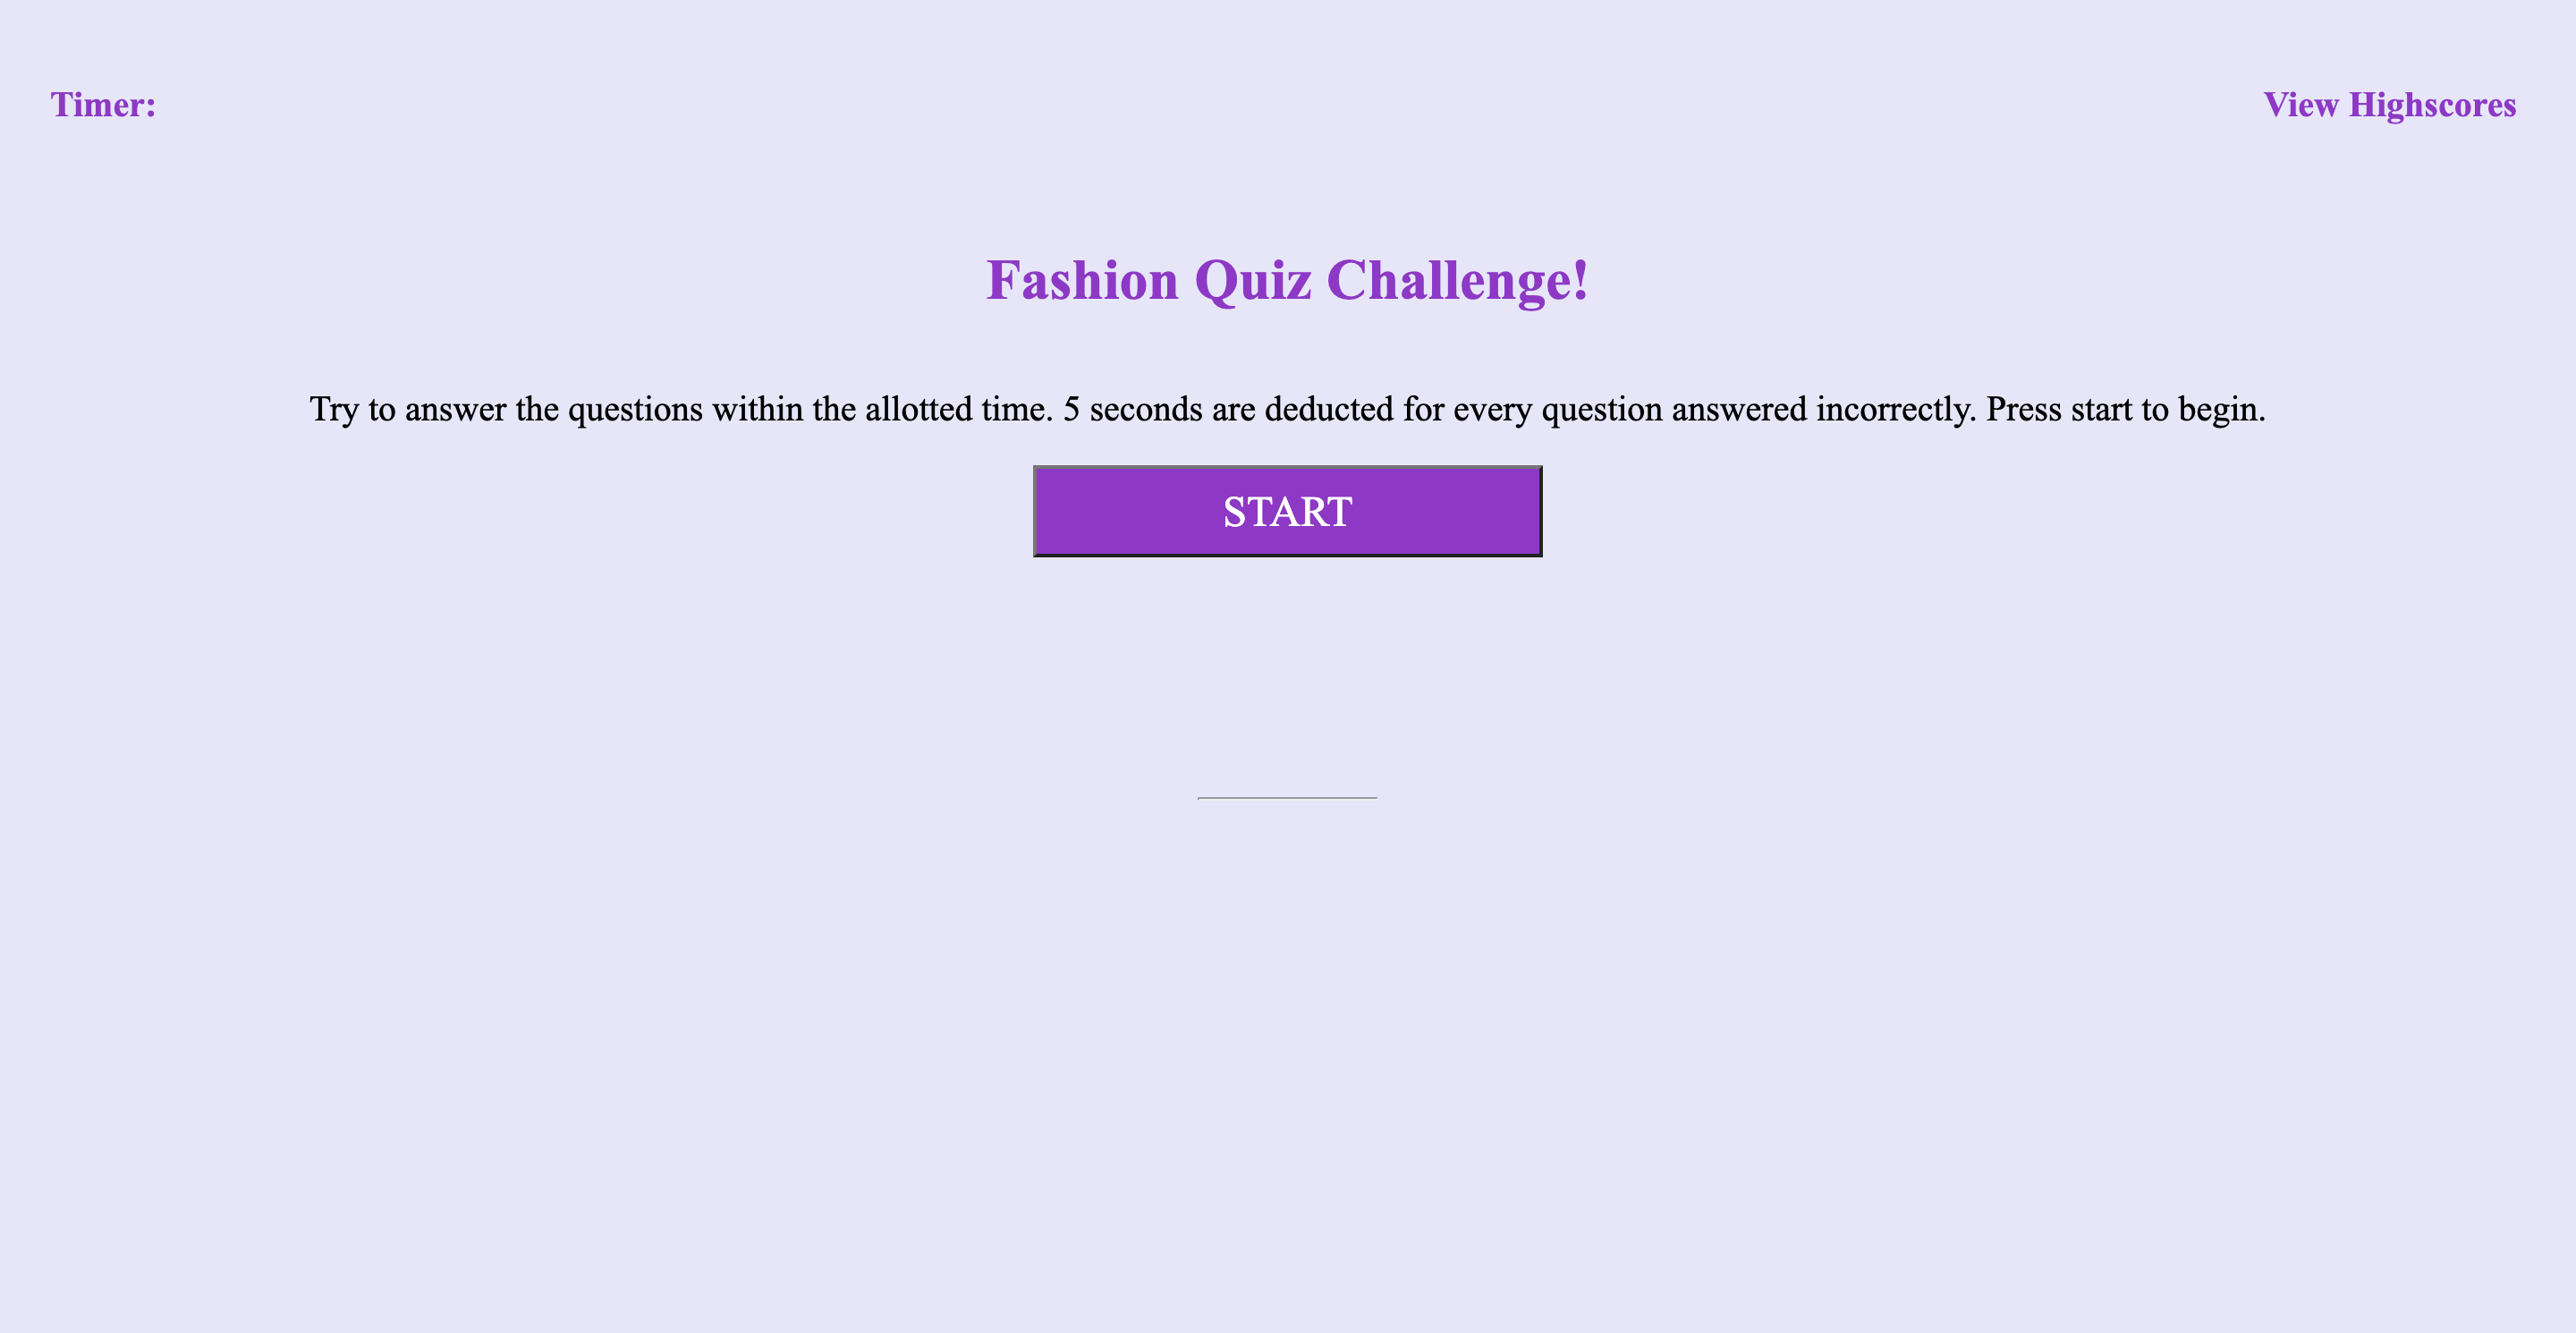 Timer:
View Highscores
Fashion Quiz Challenge!
Try to answer the questions within the allotted time. 5 seconds are deducted for every question answered incorrectly. Press start to begin.
START